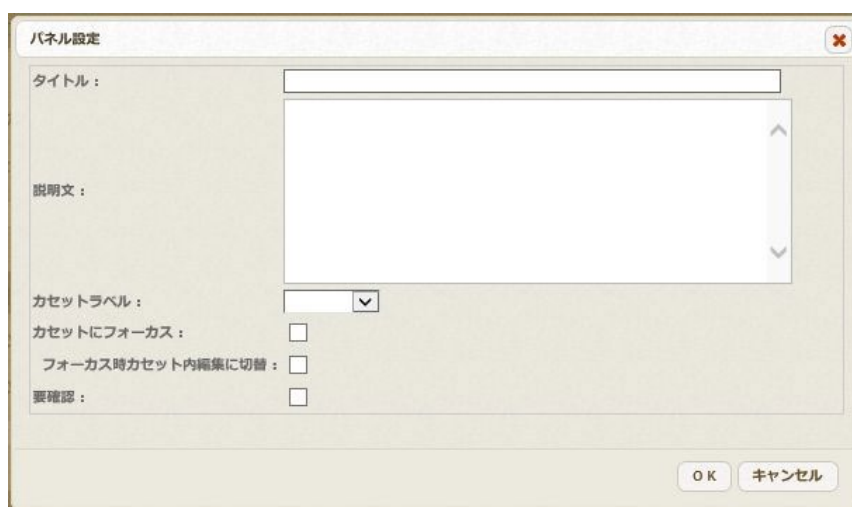 パネル設定
タイトル：
説明文：
カセットラベル：
カセットにフォーカス：
フォーカス時カセット内編集に切替：
要確認：
ＯＫ
キャンセル